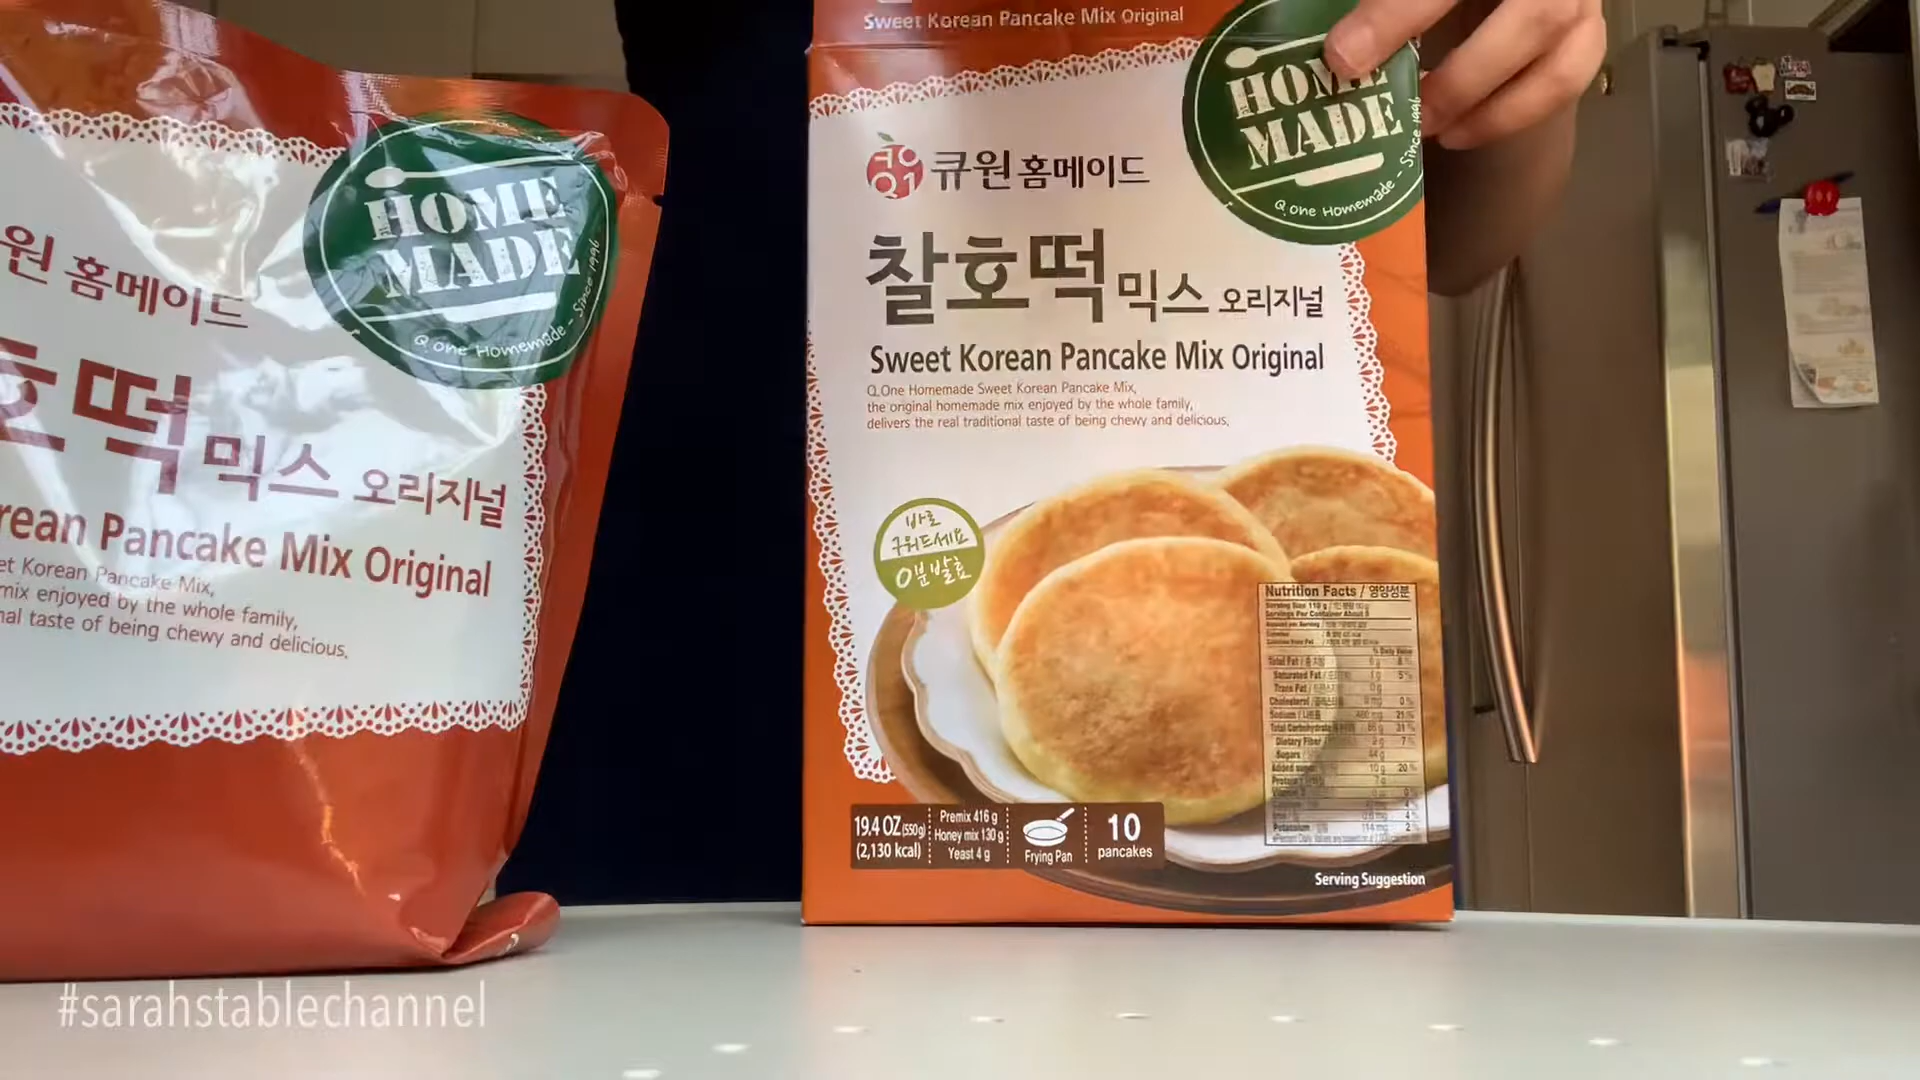 Sweet Korean Pancake Mix Original
HOME
MADE
Q.one Homemade - Since 1996
큐원 홈메이드
찰호떡 믹스 오리지널
Sweet Korean Pancake Mix Original
Q.One Homemade Sweet Korean Pancake Mix,
the original homemade mix enjoyed by the whole family,
delivers the real traditional taste of being chewy and delicious.
바로
구워드세요
0분 발효
Nutrition Facts / 영양성분
19.4 OZ (550g)
(2,130 kcal)
Premix 416 g
Honey mix 130 g
Yeast 4 g
Frying Pan
10
pancakes
Serving Suggestion
HOME
MADE
Q.one Homemade - Since 1996
원 홈메이드
호떡 믹스 오리지널
rean Pancake Mix Original
et Korean Pancake Mix,
mix enjoyed by the whole family,
nal taste of being chewy and delicious.
#sarahstablechannel